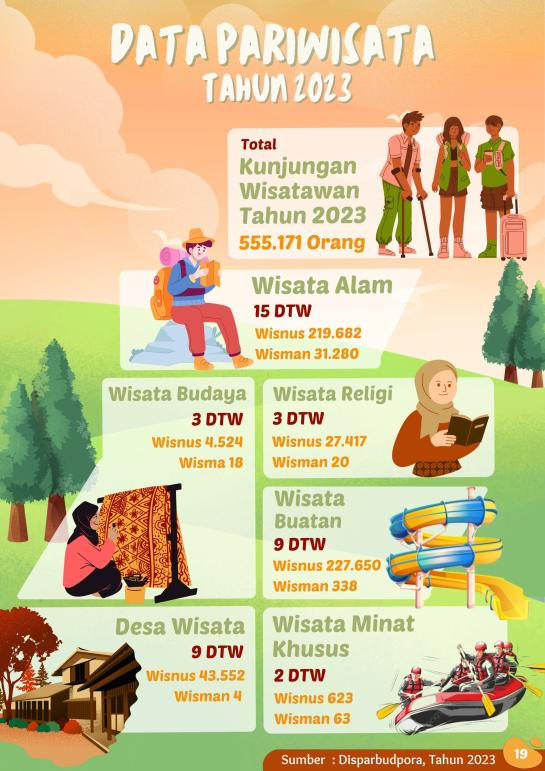 DATA PARIWISATA
TAHUN 2023
Total
Kunjungan
Wisatawan
Tahun 2023
555.171 Orang
Wisata Alam
15 DTW
Wisnus 219.682
Wisman 31.280
Wisata Budaya
3 DTW
Wisnus 4.524
Wisma 18
Wisata Religi
3 DTW
Wisnus 27.417
Wisman 20
Wisata
Buatan
9 DTW
Wisnus 227.650
Wisman 338
Desa Wisata
9 DTW
Wisnus 43.552
Wisman 4
Wisata Minat
Khusus
2 DTW
Wisnus 623
Wisman 63
Sumber : Disparbudpora, Tahun 2023
19